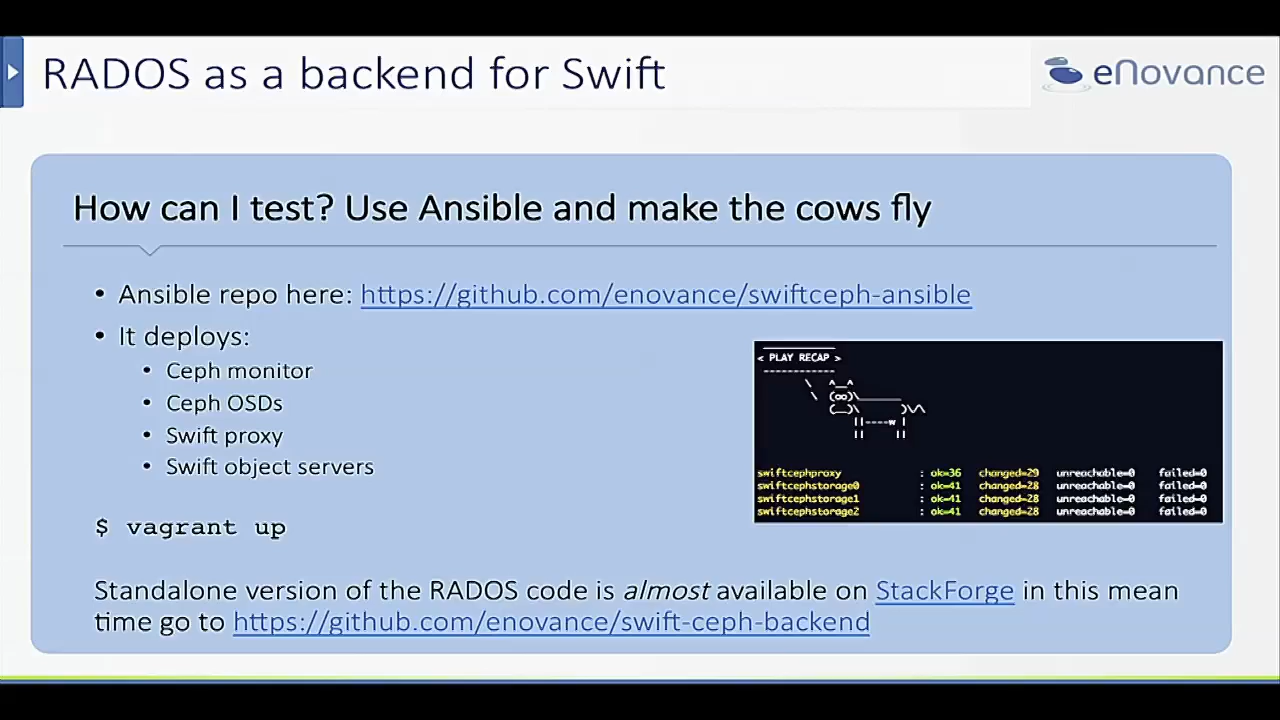 RADOS as a backend for Swift
eNovance
How can I test? Use Ansible and make the cows fly
• Ansible repo here: https://github.com/enovance/swiftceph-ansible
• It deploys:
• Ceph monitor
• Ceph OSDs
• Swift proxy
• Swift object servers
$ vagrant up
< PLAY RECAP >
swiftcephproxy : ok=36 changed=29 unreachable=0 failed=0
swiftcephstorage0 : ok=41 changed=28 unreachable=0 failed=0
swiftcephstorage1 : ok=41 changed=28 unreachable=0 failed=0
swiftcephstorage2 : ok=41 changed=28 unreachable=0 failed=0
Standalone version of the RADOS code is almost available on StackForge in this mean
time go to https://github.com/enovance/swift-ceph-backend